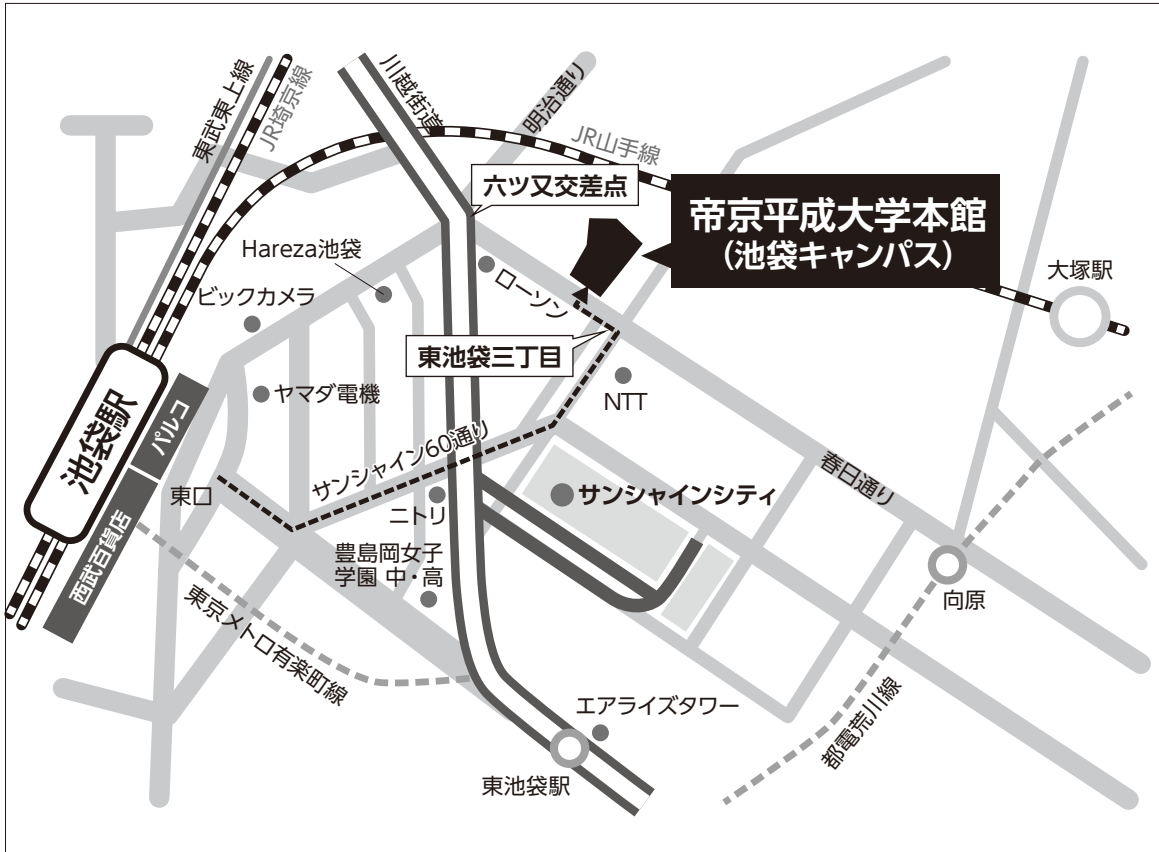 東武東上線
JR埼京線
川越街道
明治通り
JR山手線
六ツ又交差点
帝京平成大学本館
(池袋キャンパス)
大塚駅
Hareza池袋
ローソン
ビックカメラ
東池袋三丁目
ヤマダ電機
NTT
池袋駅
パルコ
西武百貨店
東口
サンシャイン60通り
ニトリ
サンシャインシティ
春日通り
豊島岡女子
学園 中・高
向原
東京メトロ有楽町線
エアライズタワー
都電荒川線
東池袋駅